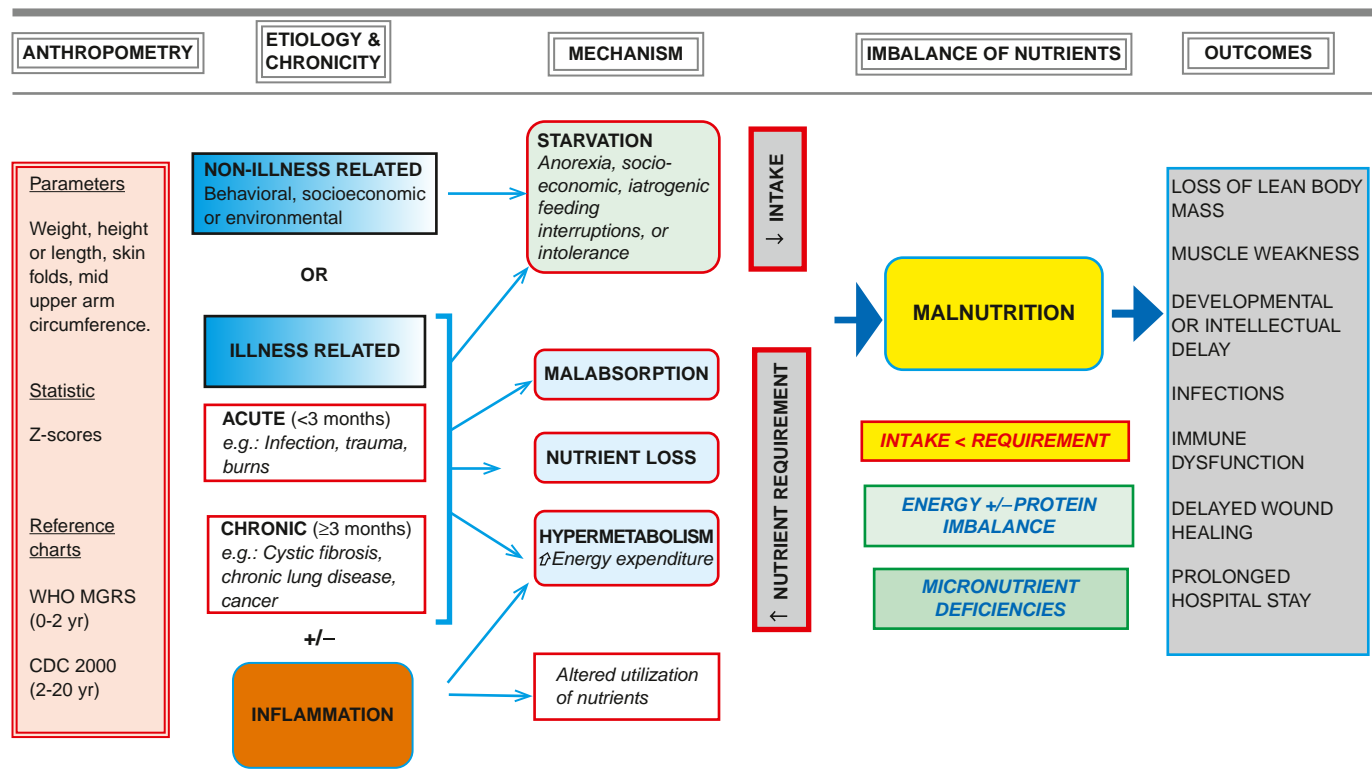 ANTHROPOMETRY
ETIOLOGY &
CHRONICITY
MECHANISM
IMBALANCE OF NUTRIENTS
OUTCOMES
Parameters
Weight, height
or length, skin
folds, mid
upper arm
circumference.
Statistic
Z-scores
Reference
charts
WHO MGRS
(0-2 yr)
CDC 2000
(2-20 yr)
NON-ILLNESS RELATED
Behavioral, socioeconomic
or environmental
OR
ILLNESS RELATED
ACUTE (<3 months)
e.g.: Infection, trauma,
burns
CHRONIC (≥3 months)
e.g.: Cystic fibrosis,
chronic lung disease,
cancer
+/−
INFLAMMATION
STARVATION
Anorexia, socio-
economic, iatrogenic
feeding
interruptions, or
intolerance
MALABSORPTION
NUTRIENT LOSS
HYPERMETABOLISM
⇧Energy expenditure
Altered utilization
of nutrients
↓ INTAKE
↑ NUTRIENT REQUIREMENT
MALNUTRITION
INTAKE < REQUIREMENT
ENERGY +/−PROTEIN
IMBALANCE
MICRONUTRIENT
DEFICIENCIES
LOSS OF LEAN BODY
MASS
MUSCLE WEAKNESS
DEVELOPMENTAL
OR INTELLECTUAL
DELAY
INFECTIONS
IMMUNE
DYSFUNCTION
DELAYED WOUND
HEALING
PROLONGED
HOSPITAL STAY